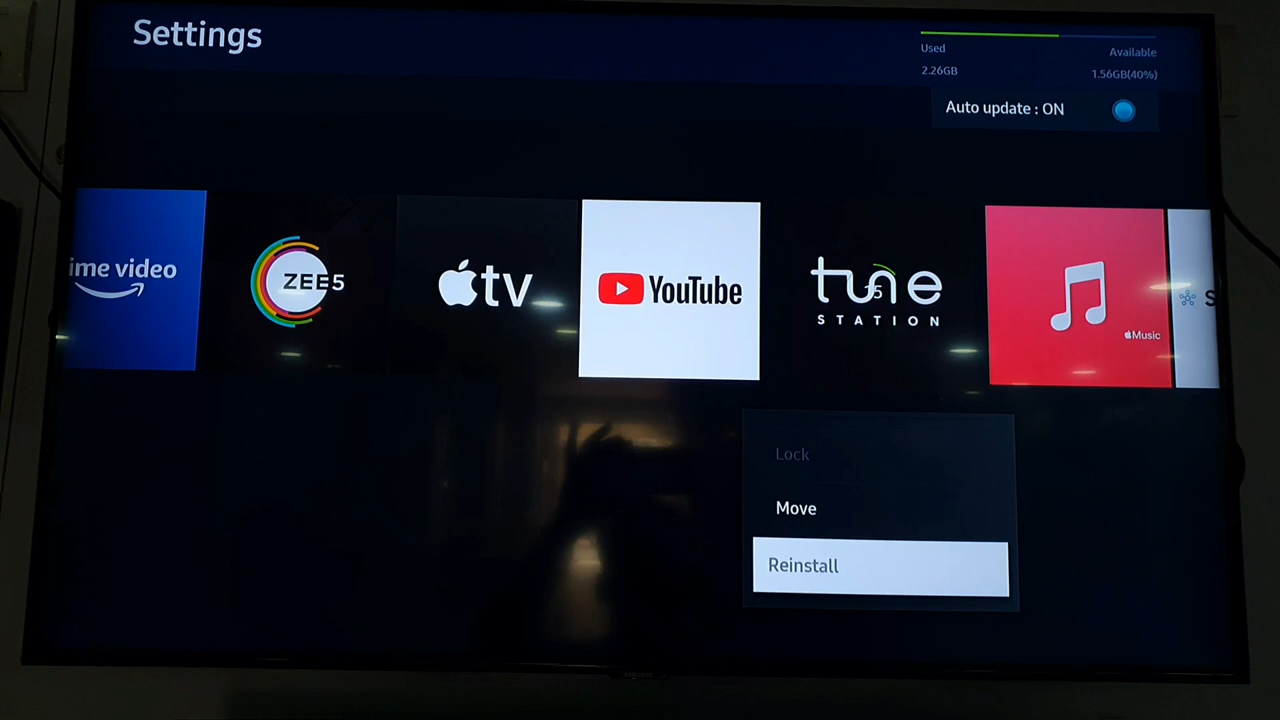 Settings
Used
Available
2.26GB
1.56GB(40%)
Auto update : ON
ime video
ZEE5
tv
YouTube
tune
STATION
Music
S
Lock
Move
Reinstall
SAMSUNG